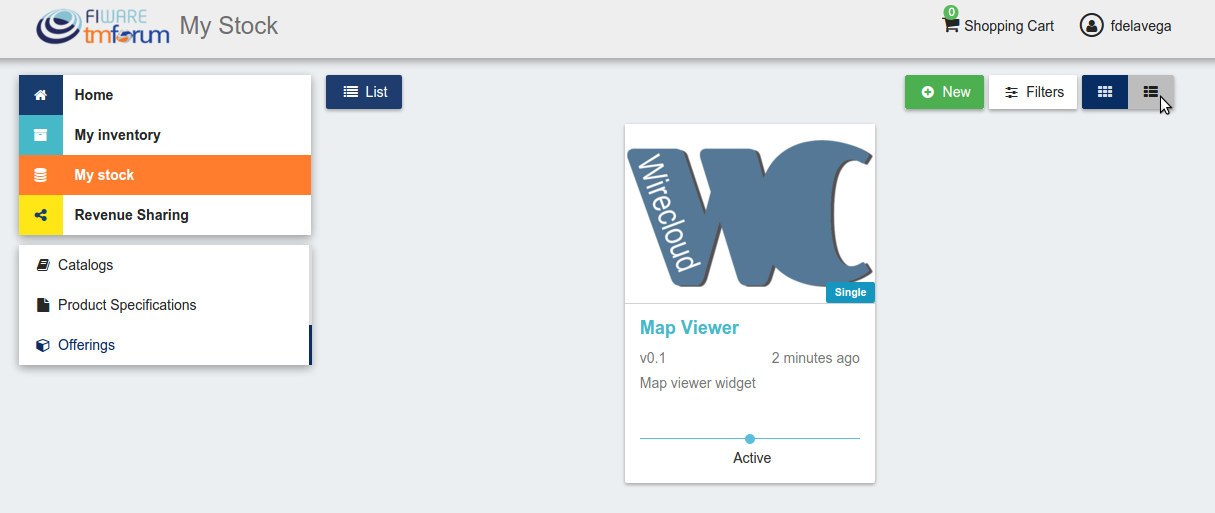 FIWARE
tmforum
My Stock
0
Shopping Cart
fdelavega
Home
My inventory
My stock
Revenue Sharing
Catalogs
Product Specifications
Offerings
List
New
Filters
WC
Wirecloud
Single
Map Viewer
v0.1 2 minutes ago
Map viewer widget
Active